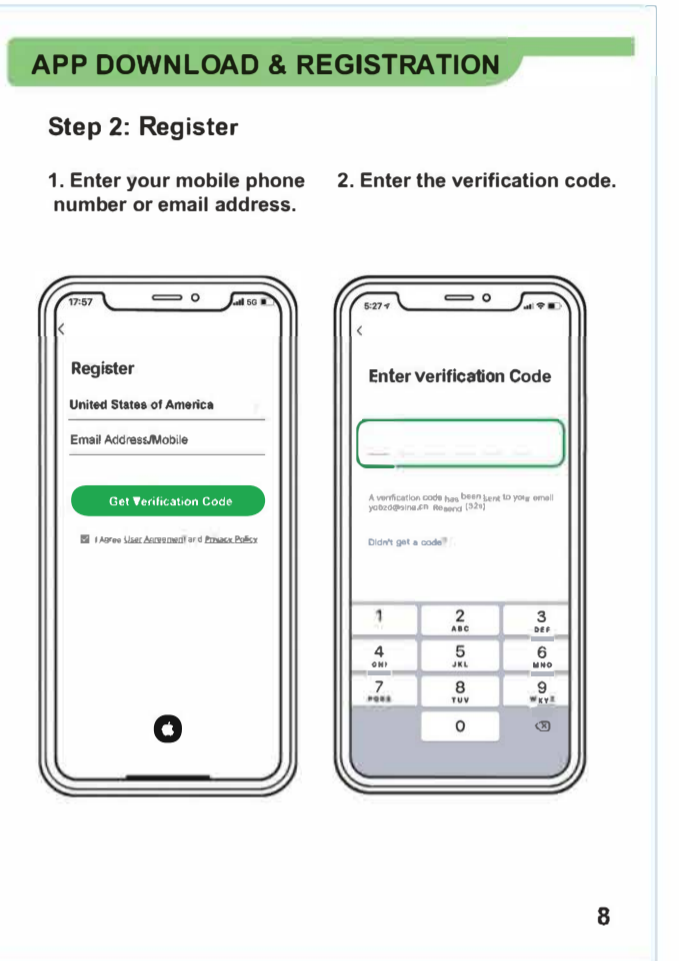 APP DOWNLOAD & REGISTRATION
Step 2: Register
1. Enter your mobile phone
number or email address.
2. Enter the verification code.
17:57
5G
Register
United States of America
Email Address/Mobile
Get Verification Code
I Agree User Agreement and Privacy Policy
5:27
Enter Verification Code
A verification code has been sent to your email
Resend (32s)
Didn't get a code?
1
2
ABC
3
DEF
4
GHI
5
JKL
6
MNO
7
PQRS
8
TUV
9
WXYZ
0
8